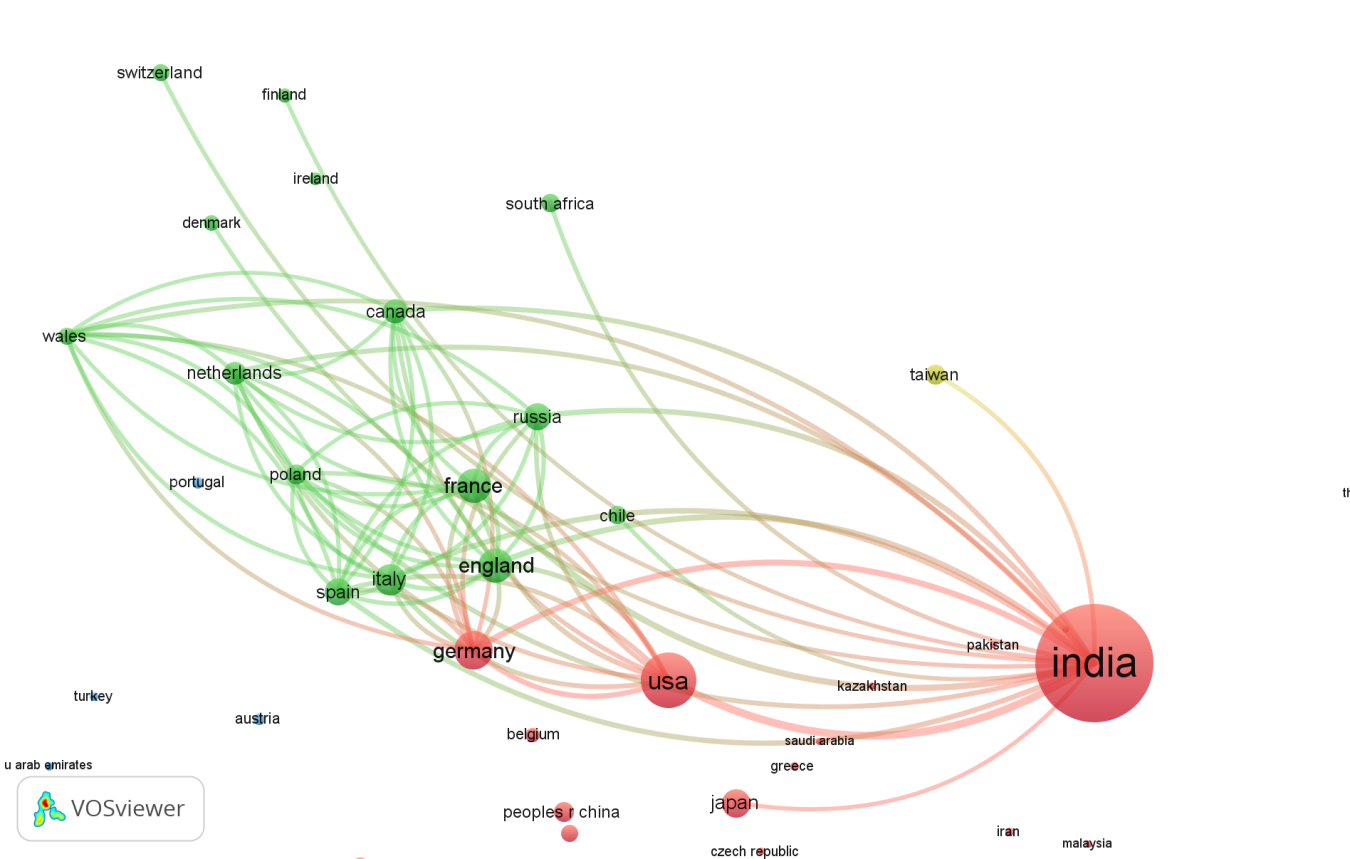 switzerland
finland
ireland
denmark
south africa
canada
wales
netherlands
taiwan
russia
poland
portugal
france
th
chile
england
italy
spain
pakistan
germany
india
usa
kazakhstan
turkey
austria
belgium
saudi arabia
u arab emirates
greece
VOSviewer
peoples r china
japan
iran
malaysia
czech republic